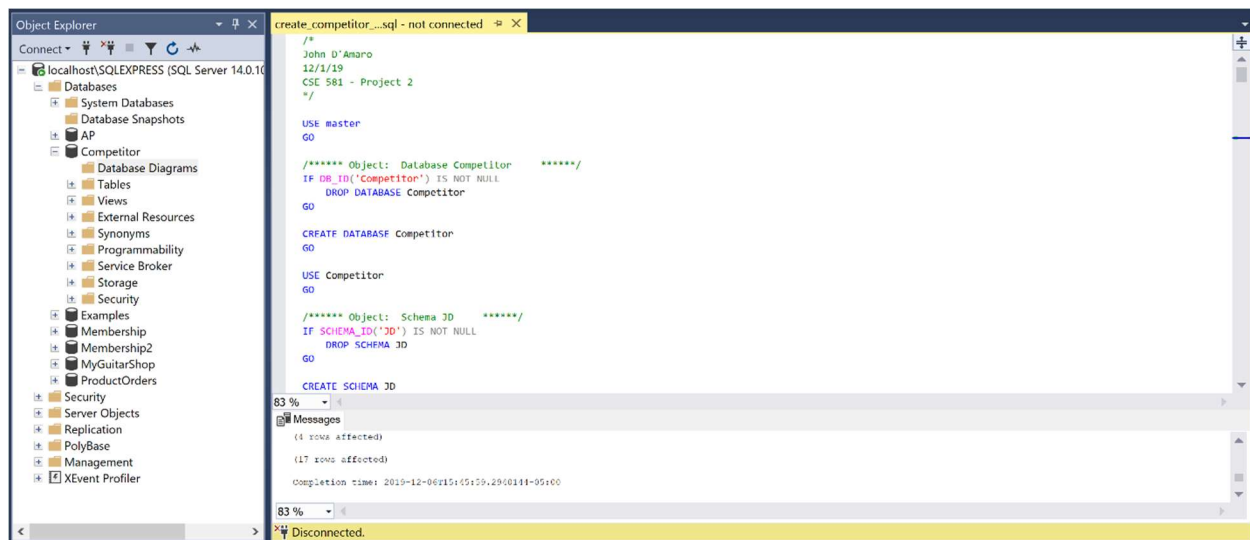 Object Explorer
Connect
localhost\SQLEXPRESS (SQL Server 14.0.10
Databases
System Databases
Database Snapshots
AP
Competitor
Database Diagrams
Tables
Views
External Resources
Synonyms
Programmability
Service Broker
Storage
Security
Examples
Membership
Membership2
MyGuitarShop
ProductOrders
Security
Server Objects
Replication
PolyBase
Management
XEvent Profiler
create_competitor_...sql - not connected
/*
John D'Amaro
12/1/19
CSE 581 - Project 2
*/
USE master
GO
/****** Object:  Database Competitor     ******/
IF DB_ID('Competitor') IS NOT NULL
DROP DATABASE Competitor
GO
CREATE DATABASE Competitor
GO
USE Competitor
GO
/****** Object:  Schema JD     ******/
IF SCHEMA_ID('JD') IS NOT NULL
DROP SCHEMA JD
GO
CREATE SCHEMA JD
83 %
Messages
(4 rows affected)
(17 rows affected)
Completion time: 2019-12-06T15:45:59.2940144-05:00
83 %
Disconnected.